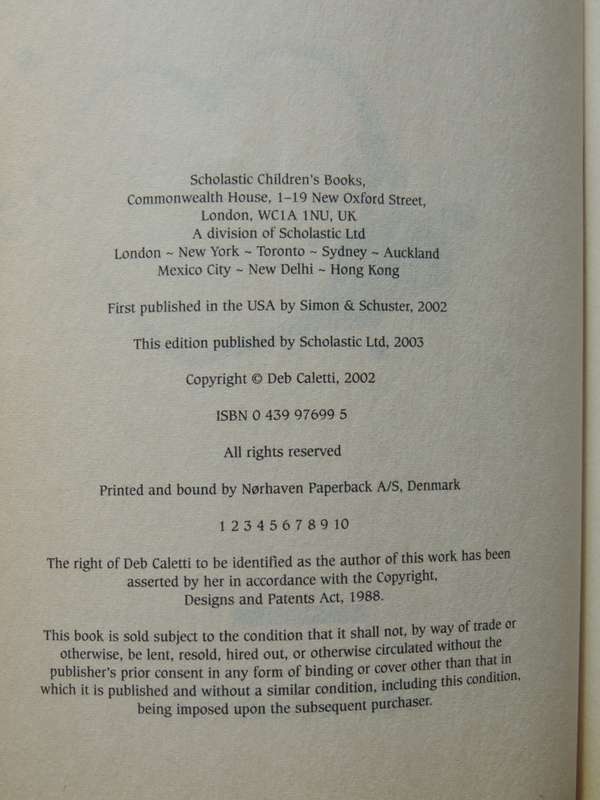 Scholastic Children's Books,
Commonwealth House, 1–19 New Oxford Street,
London, WC1A 1NU, UK
A division of Scholastic Ltd
London ~ New York ~ Toronto ~ Sydney ~ Auckland
Mexico City ~ New Delhi ~ Hong Kong
First published in the USA by Simon & Schuster, 2002
This edition published by Scholastic Ltd, 2003
Copyright © Deb Caletti, 2002
ISBN 0 439 97699 5
All rights reserved
Printed and bound by Nørhaven Paperback A/S, Denmark
1 2 3 4 5 6 7 8 9 10
The right of Deb Caletti to be identified as the author of this work has been
asserted by her in accordance with the Copyright,
Designs and Patents Act, 1988.
This book is sold subject to the condition that it shall not, by way of trade or
otherwise, be lent, resold, hired out, or otherwise circulated without the
publisher's prior consent in any form of binding or cover other than that in
which it is published and without a similar condition, including this condition,
being imposed upon the subsequent purchaser.